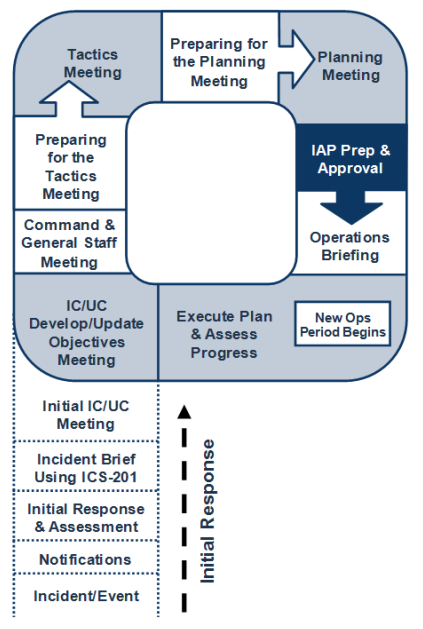 Tactics
Meeting
Preparing for
the Planning
Meeting
Planning
Meeting
Preparing
for the
Tactics
Meeting
IAP Prep &
Approval
Command &
General Staff
Meeting
Operations
Briefing
IC/UC
Develop/Update
Objectives
Meeting
Execute Plan
& Assess
Progress
New Ops
Period Begins
Initial IC/UC
Meeting
Incident Brief
Using ICS-201
Initial Response
& Assessment
Notifications
Incident/Event
Initial Response